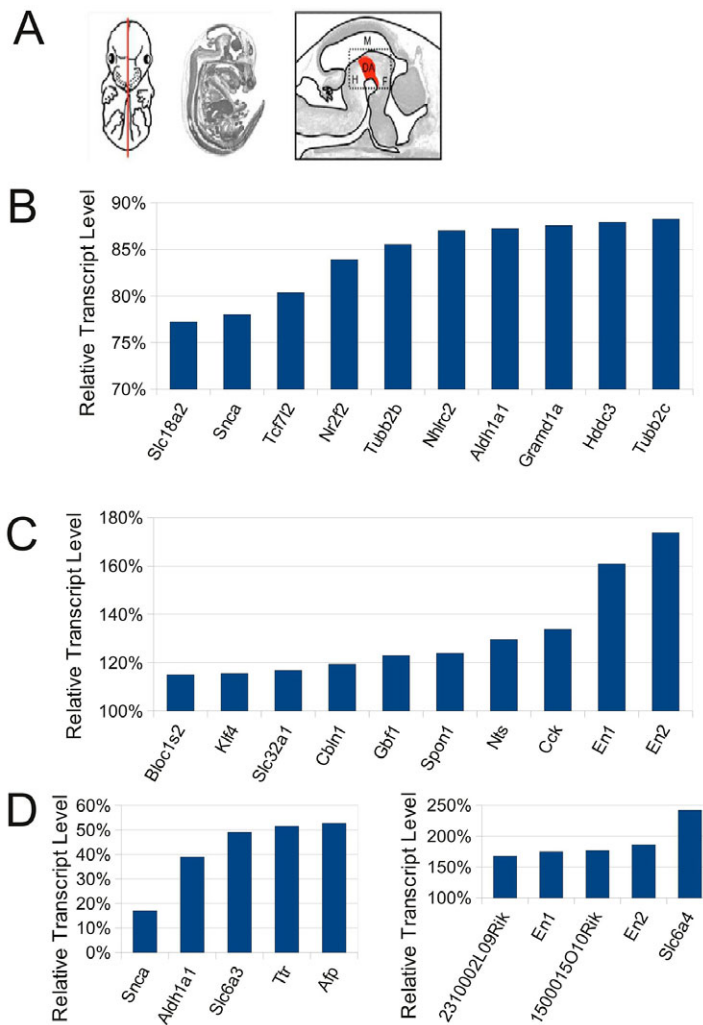 A
M
DA
H
F
B
Relative Transcript Level
90%
85%
80%
75%
70%
Slc18a2
Snca
Tcf7l2
Nr2f2
Tubb2b
Nhlrc2
Aldh1a1
Gramd1a
Hddc3
Tubb2c
C
Relative Transcript Level
180%
160%
140%
120%
100%
Bloc1s2
Klf4
Slc32a1
Cbln1
Gbf1
Spon1
Nts
Cck
En1
En2
D
Relative Transcript Level
60%
50%
40%
30%
20%
10%
0%
Snca
Aldh1a1
Slc6a3
Ttr
Afp
Relative Transcript Level
250%
200%
150%
100%
2310002L09Rik
En1
1500015O10Rik
En2
Slc6a4